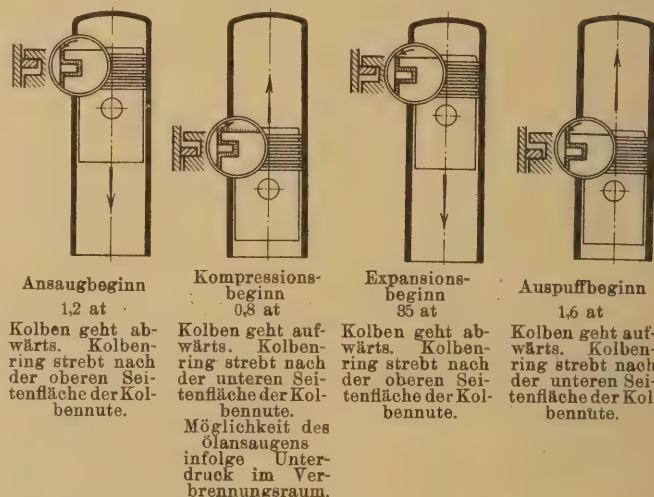 Ansaugbeginn
1,2 at
Kolben geht ab-
wärts. Kolben-
ring strebt nach
der oberen Sei-
tenfläche der Kol-
bennute.
Kompressions-
beginn
0,8 at
Kolben geht auf-
wärts. Kolben-
ring strebt nach
der unteren Sei-
tenfläche der Kol-
bennute.
Möglichkeit des
Ölansaugens
infolge Unter-
druck im Ver-
brennungsraum.
Expansions-
beginn
35 at
Kolben geht ab-
wärts. Kolben-
ring strebt nach
der oberen Sei-
tenfläche der Kol-
bennute.
Auspuffbeginn
1,6 at
Kolben geht auf-
wärts. Kolben-
ring strebt nach
der unteren Sei-
tenfläche der Kol-
bennute.